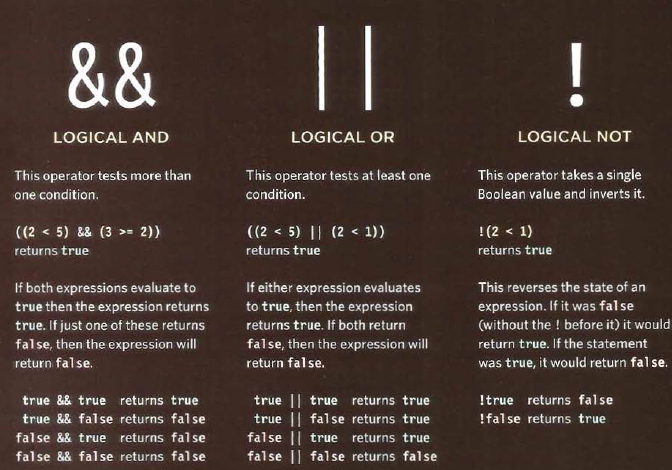 &&
LOGICAL AND
This operator tests more than
one condition.
((2 < 5) && (3 >= 2))
returns true
If both expressions evaluate to
true then the expression returns
true. If just one of these returns
false, then the expression will
return false.
true && true returns true
true && false returns false
false && true returns false
false && false returns false
||
LOGICAL OR
This operator tests at least one
condition.
((2 < 5) || (2 < 1))
returns true
If either expression evaluates
to true, then the expression
returns true. If both return
false, then the expression will
return false.
true || true returns true
true || false returns true
false || true returns true
false || false returns false
!
LOGICAL NOT
This operator takes a single
Boolean value and inverts it.
!(2 < 1)
returns true
This reverses the state of an
expression. If it was false
(without the ! before it) it would
return true. If the statement
was true, it would return false.
!true returns false
!false returns true